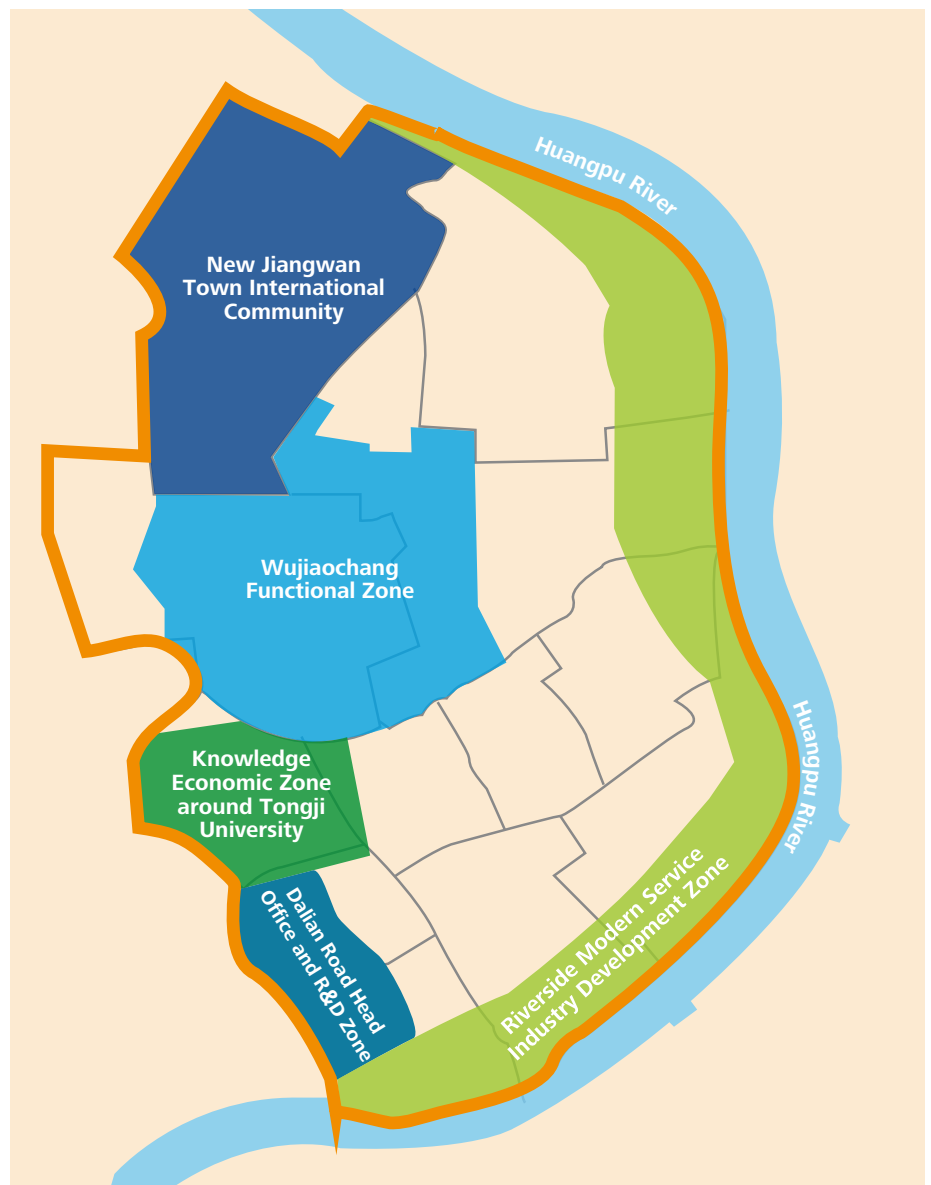 Huangpu River
New Jiangwan
Town International
Community
Wujiaochang
Functional Zone
Huangpu River
Knowledge
Economic Zone
around Tongji
University
Dalian Road Head
Office and R&D Zone
Riverside Modern Service
Industry Development Zone